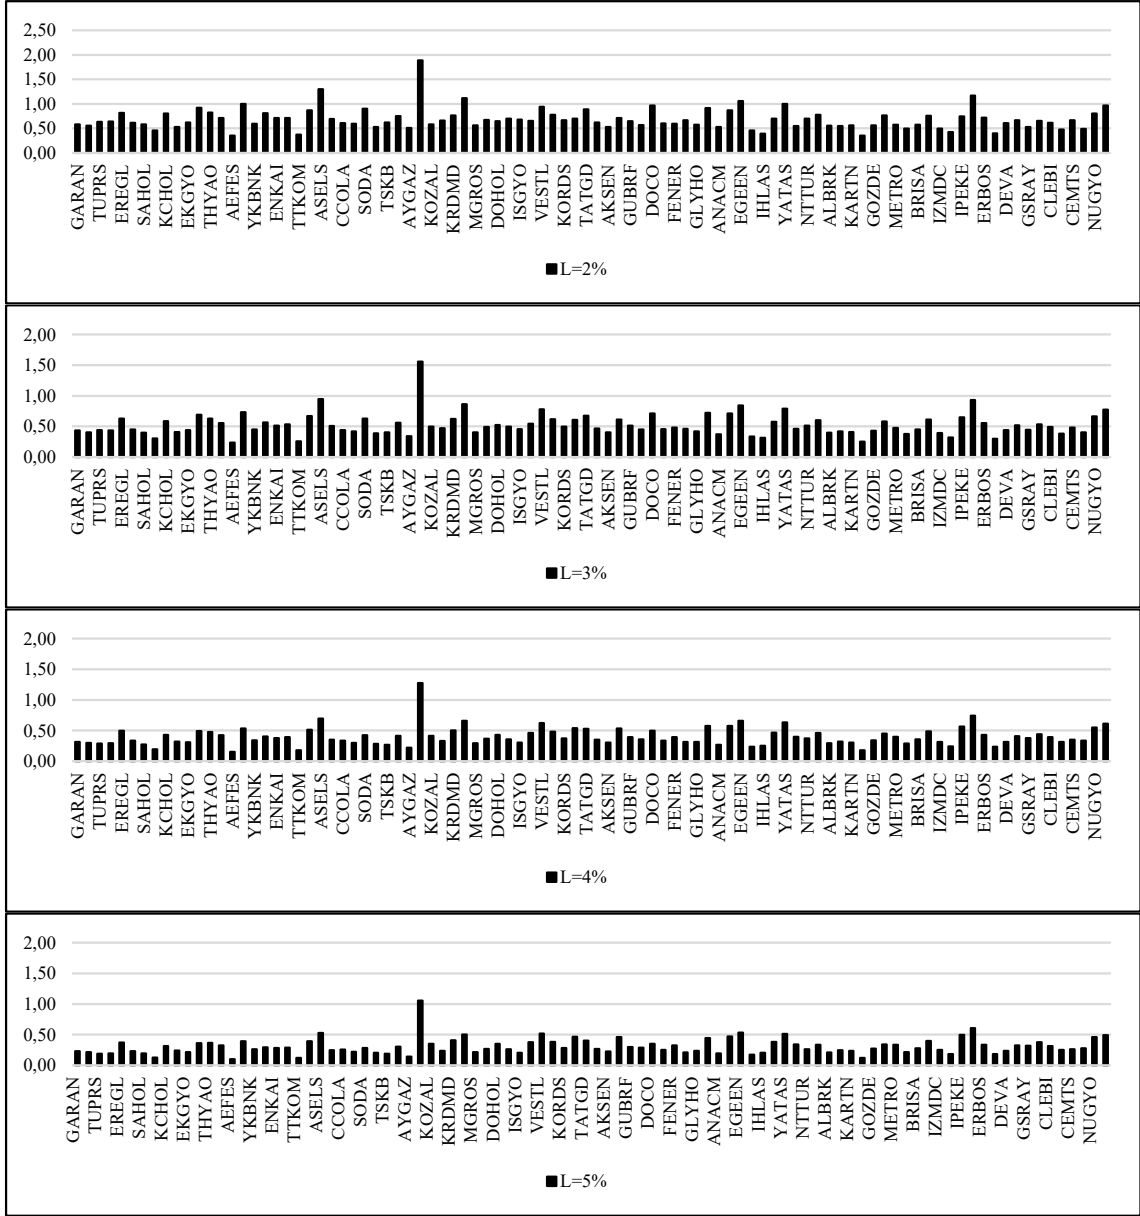 2,50
2,00
1,50
1,00
0,50
0,00
GARAN TUPRS EREGL SAHOL KCHOL EKGYO THYAO AEFES YKBNK ENKAI TTKOM ASELS CCOLA SODA TSKB AYGAZ KOZAL KRDMD MGROS DOHOL ISGYO VESTL KORDS TATGD AKSEN GUBRF DOCO FENER GLYHO ANACM EGEEN IHLAS YATAS NTTUR ALBRK KARTN GOZDE METRO BRISA IZMDC IPEKE ERBOS DEVA GSRAY CLEBI CEMTS NUGYO
L=2%
2,00
1,50
1,00
0,50
0,00
GARAN TUPRS EREGL SAHOL KCHOL EKGYO THYAO AEFES YKBNK ENKAI TTKOM ASELS CCOLA SODA TSKB AYGAZ KOZAL KRDMD MGROS DOHOL ISGYO VESTL KORDS TATGD AKSEN GUBRF DOCO FENER GLYHO ANACM EGEEN IHLAS YATAS NTTUR ALBRK KARTN GOZDE METRO BRISA IZMDC IPEKE ERBOS DEVA GSRAY CLEBI CEMTS NUGYO
L=3%
2,00
1,50
1,00
0,50
0,00
GARAN TUPRS EREGL SAHOL KCHOL EKGYO THYAO AEFES YKBNK ENKAI TTKOM ASELS CCOLA SODA TSKB AYGAZ KOZAL KRDMD MGROS DOHOL ISGYO VESTL KORDS TATGD AKSEN GUBRF DOCO FENER GLYHO ANACM EGEEN IHLAS YATAS NTTUR ALBRK KARTN GOZDE METRO BRISA IZMDC IPEKE ERBOS DEVA GSRAY CLEBI CEMTS NUGYO
L=4%
2,00
1,50
1,00
0,50
0,00
GARAN TUPRS EREGL SAHOL KCHOL EKGYO THYAO AEFES YKBNK ENKAI TTKOM ASELS CCOLA SODA TSKB AYGAZ KOZAL KRDMD MGROS DOHOL ISGYO VESTL KORDS TATGD AKSEN GUBRF DOCO FENER GLYHO ANACM EGEEN IHLAS YATAS NTTUR ALBRK KARTN GOZDE METRO BRISA IZMDC IPEKE ERBOS DEVA GSRAY CLEBI CEMTS NUGYO
L=5%